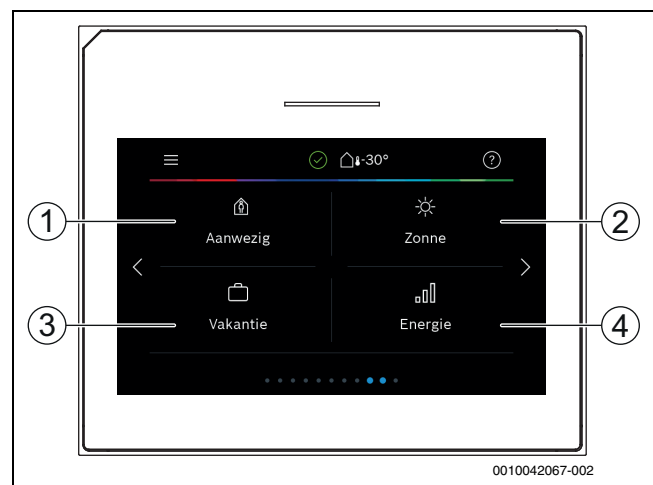 -30°
?
1
Aanwezig
Zonne
2
3
Vakantie
Energie
4
0010042067-002